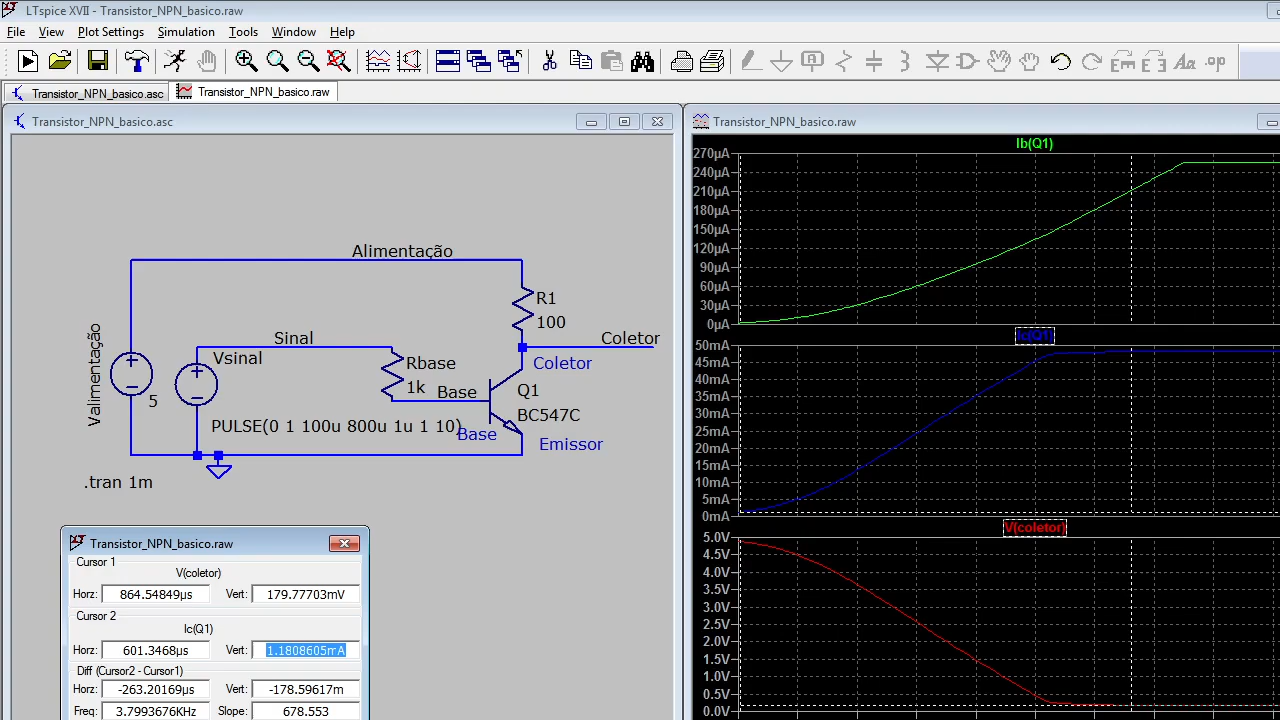 LTspice XVII - Transistor_NPN_basico.raw
File View Plot Settings Simulation Tools Window Help
Transistor_NPN_basico.asc Transistor_NPN_basico.raw
Transistor_NPN_basico.asc
Alimentação
Valimentação
5
Sinal
Vsinal
PULSE(0 1 100u 800u 1u 1 10)
Rbase
1k
Base
Base
R1
100
Coletor
Coletor
Q1
BC547C
Emissor
.tran 1m
Transistor_NPN_basico.raw
Cursor 1
V(coletor)
Horz: 864.54849µs Vert: 179.77703mV
Cursor 2
Ic(Q1)
Horz: 601.3468µs Vert: 1.1808605mA
Diff (Cursor2 - Cursor1)
Horz: -263.20169µs Vert: -178.59617m
Freq: 3.7993676KHz Slope: 678.553
Transistor_NPN_basico.raw
Ib(Q1)
270µA
240µA
210µA
180µA
150µA
120µA
90µA
60µA
30µA
0µA
Ic(Q1)
50mA
45mA
40mA
35mA
30mA
25mA
20mA
15mA
10mA
5mA
0mA
V(coletor)
5.0V
4.5V
4.0V
3.5V
3.0V
2.5V
2.0V
1.5V
1.0V
0.5V
0.0V